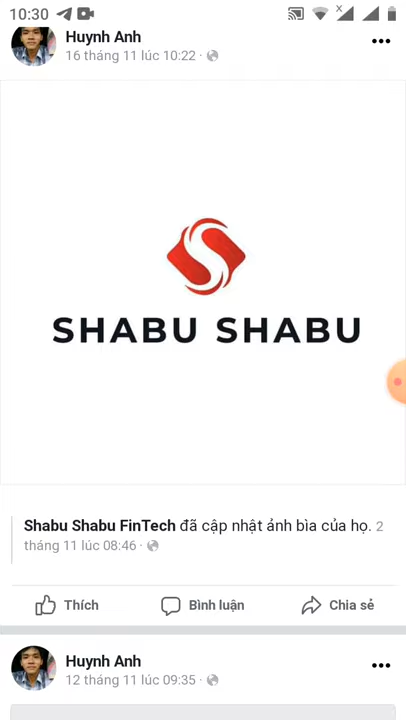 10:30
Huynh Anh
16 tháng 11 lúc 10:22 ·
SHABU SHABU
Shabu Shabu FinTech đã cập nhật ảnh bìa của họ. 2
tháng 11 lúc 08:46 ·
Thích Bình luận Chia sẻ
Huynh Anh
12 tháng 11 lúc 09:35 ·